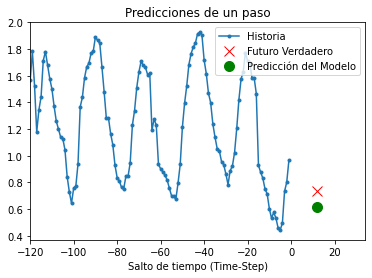 Predicciones de un paso
Historia
Futuro Verdadero
Predicción del Modelo
2.0
1.8
1.6
1.4
1.2
1.0
0.8
0.6
0.4
−120 −100 −80 −60 −40 −20 0 20
Salto de tiempo (Time-Step)